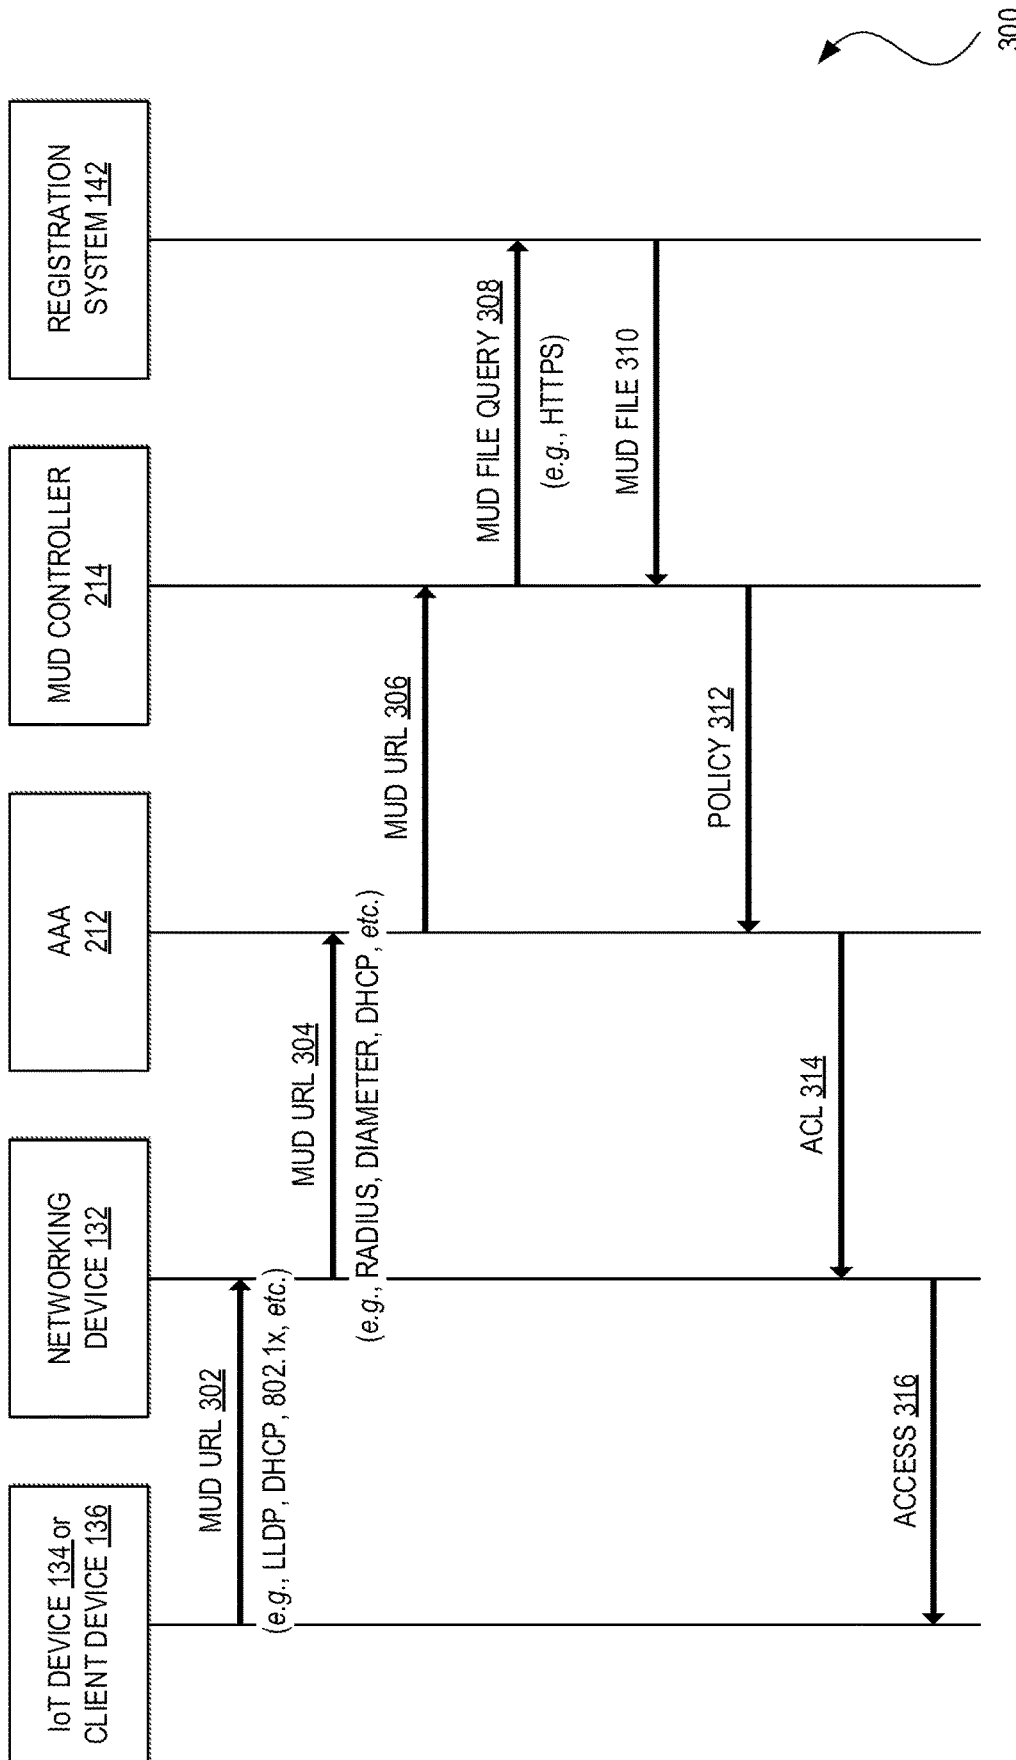 IoT DEVICE 134 or
CLIENT DEVICE 136
NETWORKING
DEVICE 132
AAA
212
MUD CONTROLLER
214
REGISTRATION
SYSTEM 142
MUD URL 302
(e.g., LLDP, DHCP, 802.1x, etc.)
MUD URL 304
(e.g., RADIUS, DIAMETER, DHCP, etc.)
MUD URL 306
MUD FILE QUERY 308
(e.g., HTTPS)
MUD FILE 310
POLICY 312
ACL 314
ACCESS 316
300